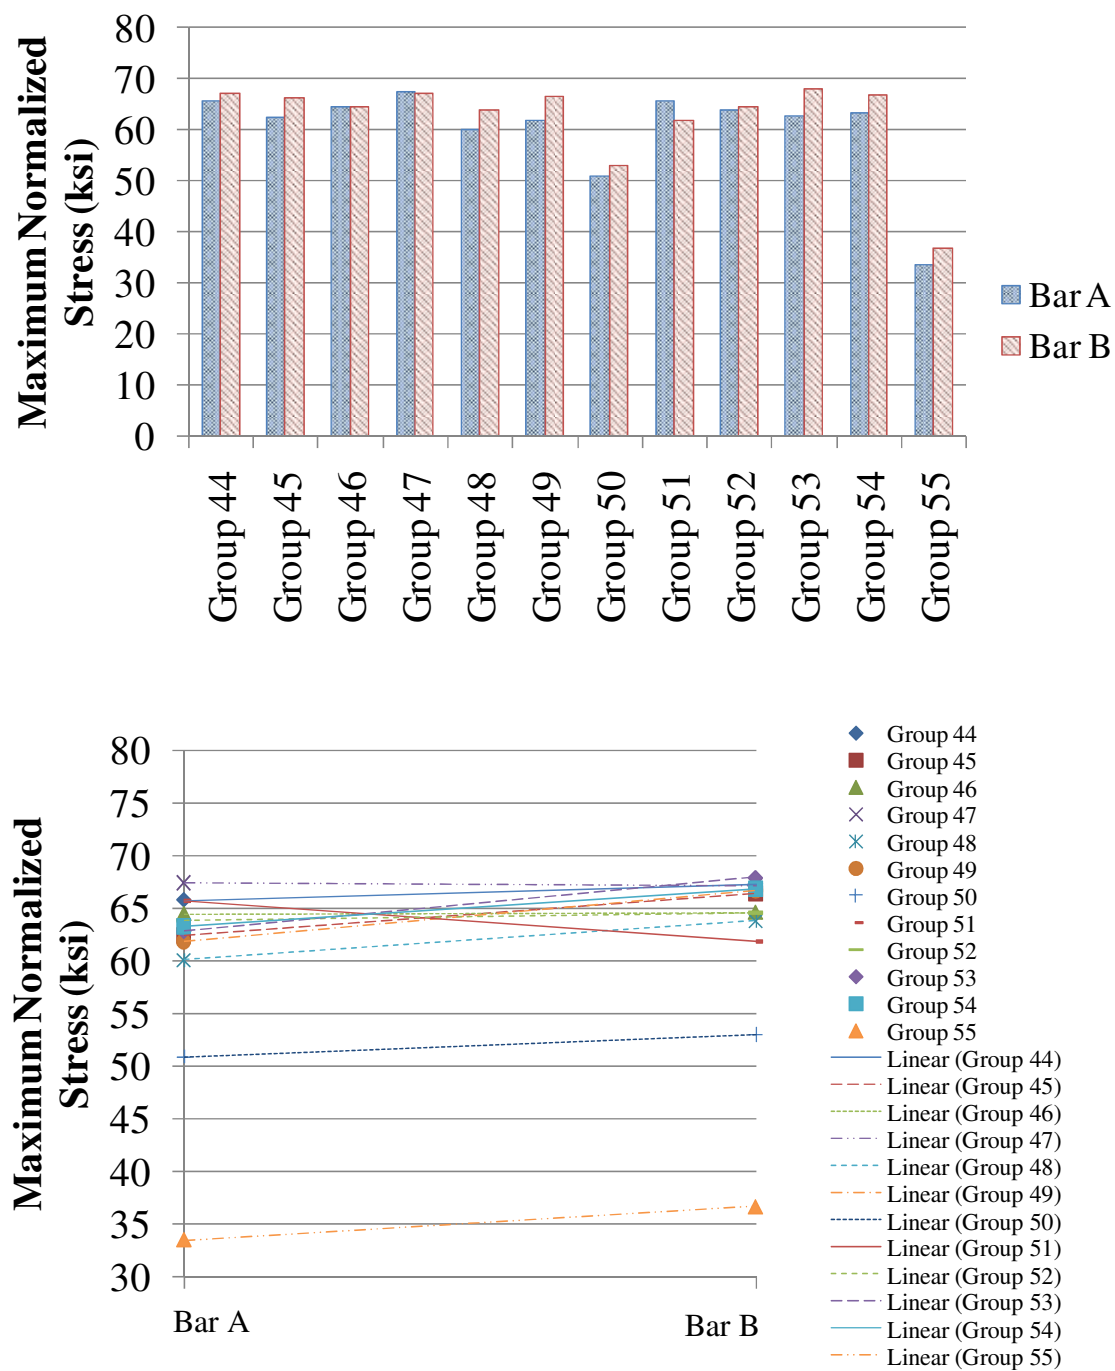 80
70
60
50
40
30
20
10
0
Maximum Normalized
Stress (ksi)
Group 44
Group 45
Group 46
Group 47
Group 48
Group 49
Group 50
Group 51
Group 52
Group 53
Group 54
Group 55
Bar A
Bar B
80
75
70
65
60
55
50
45
40
35
30
Maximum Normalized
Stress (ksi)
Bar A
Bar B
Group 44
Group 45
Group 46
Group 47
Group 48
Group 49
Group 50
Group 51
Group 52
Group 53
Group 54
Group 55
Linear (Group 44)
Linear (Group 45)
Linear (Group 46)
Linear (Group 47)
Linear (Group 48)
Linear (Group 49)
Linear (Group 50)
Linear (Group 51)
Linear (Group 52)
Linear (Group 53)
Linear (Group 54)
Linear (Group 55)